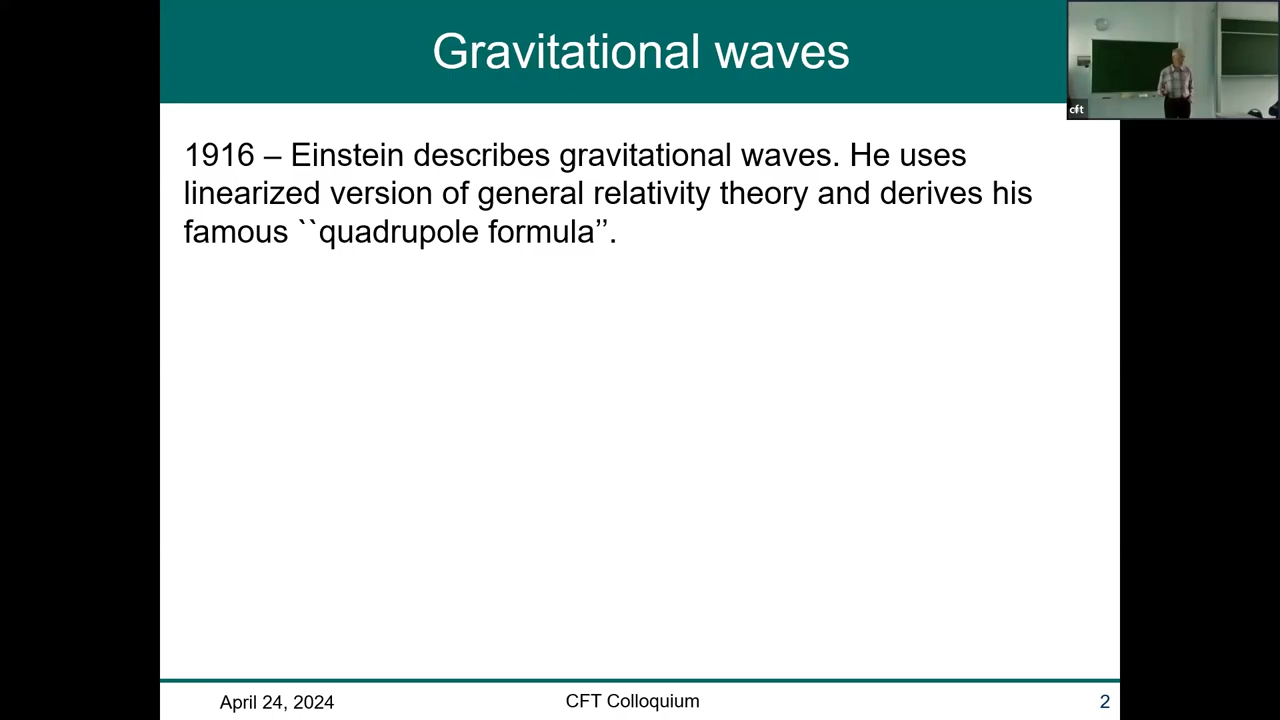 Gravitational waves
cft
1916 – Einstein describes gravitational waves. He uses
linearized version of general relativity theory and derives his
famous ``quadrupole formula’’.
April 24, 2024
CFT Colloquium
2